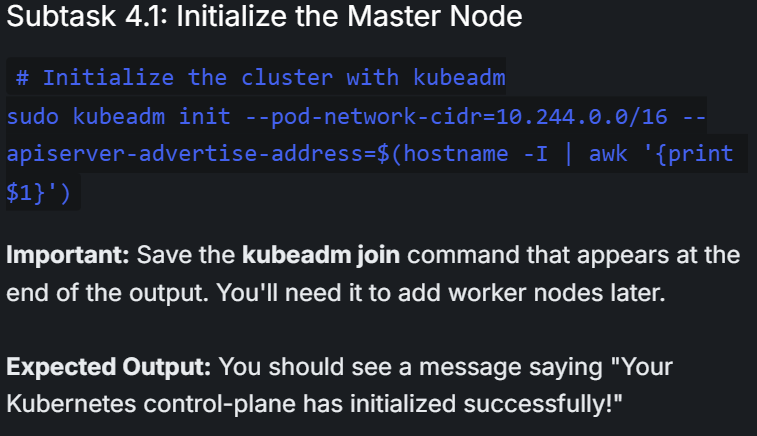 Subtask 4.1: Initialize the Master Node
# Initialize the cluster with kubeadm
sudo kubeadm init --pod-network-cidr=10.244.0.0/16 --
apiserver-advertise-address=$(hostname -I | awk '{print
$1}')
Important: Save the kubeadm join command that appears at the
end of the output. You'll need it to add worker nodes later.
Expected Output: You should see a message saying "Your
Kubernetes control-plane has initialized successfully!"